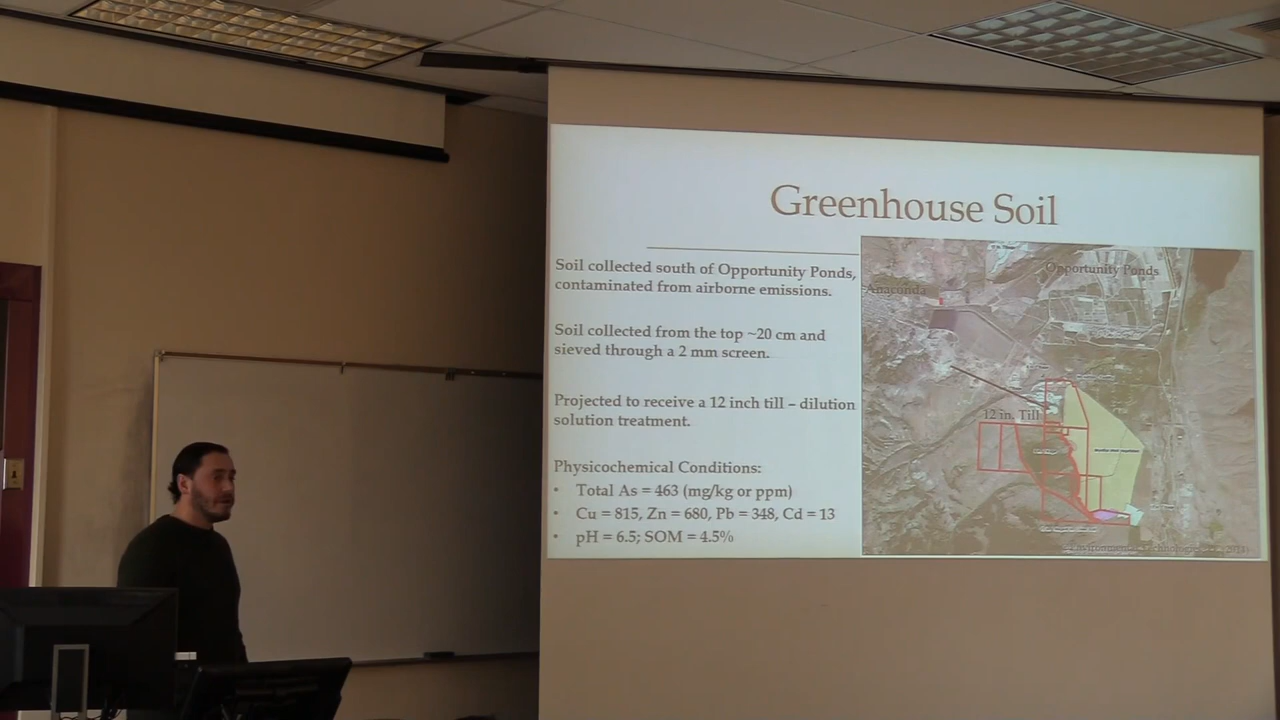 Greenhouse Soil
Soil collected south of Opportunity Ponds,
contaminated from airborne emissions.
Soil collected from the top ~20 cm and
sieved through a 2 mm screen.
Projected to receive a 12 inch till – dilution
solution treatment.
Physicochemical Conditions:
• Total As = 463 (mg/kg or ppm)
• Cu = 815, Zn = 680, Pb = 348, Cd = 13
• pH = 6.5; SOM = 4.5%
Opportunity Ponds
Anaconda
12 in. Till